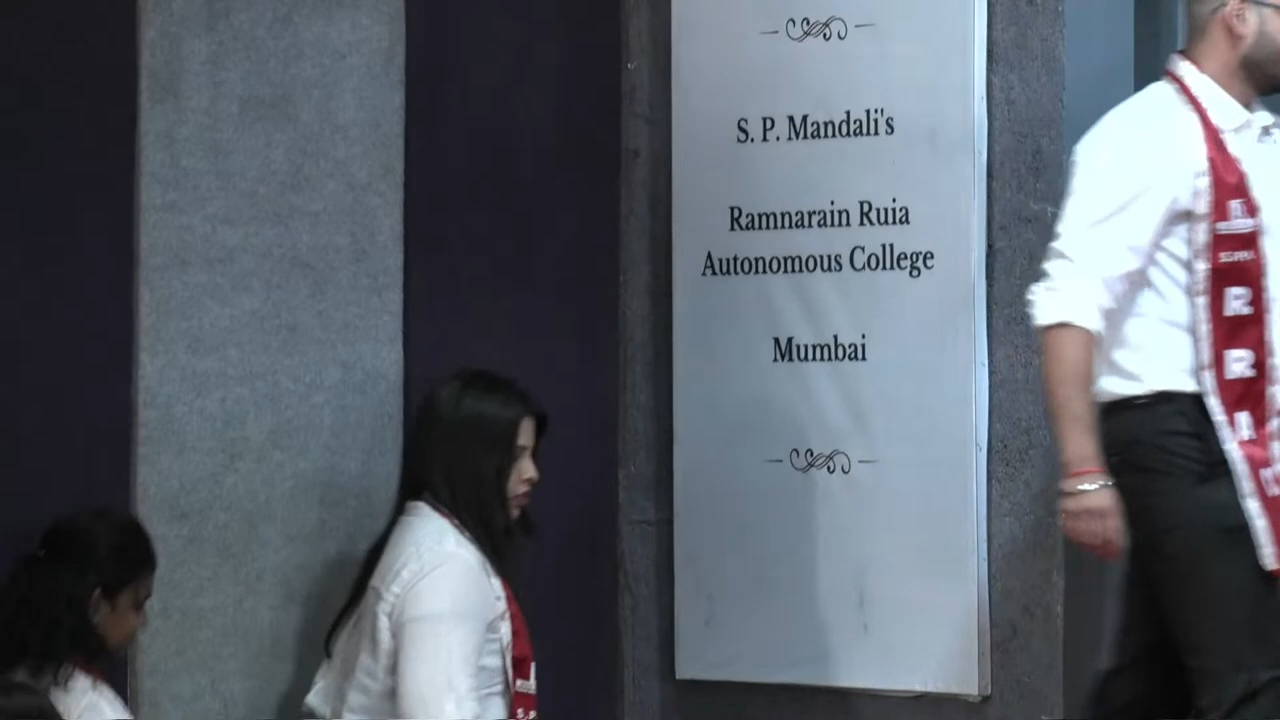 S. P. Mandali's
Ramnarain Ruia
Autonomous College
Mumbai
R
R